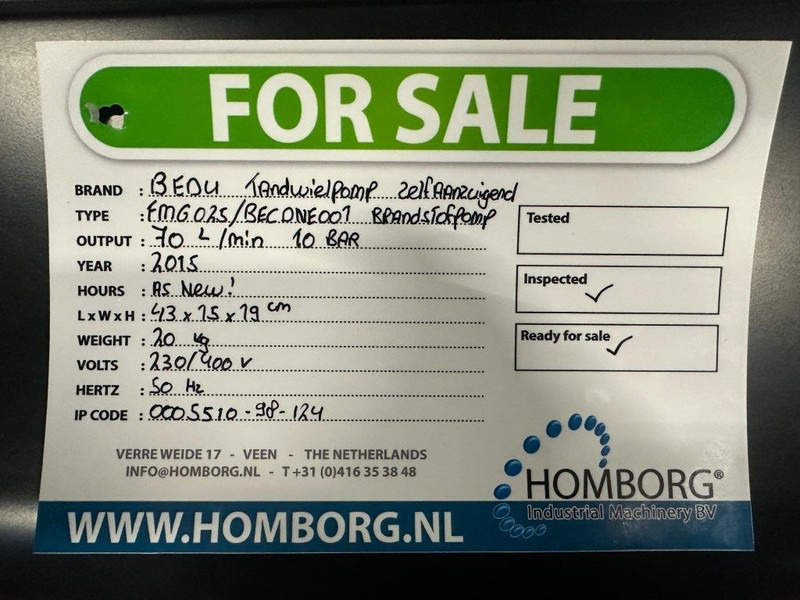 FOR SALE
BRAND : BEDU Tandwielpomp zelfaanzuigend
TYPE : FMG025/BECONE001 Brandstofpomp
OUTPUT : 70 L/min 10 BAR
YEAR : 2015
HOURS : As New!
L x W x H : 43 x 25 x 19 cm
WEIGHT : 20 kg
VOLTS : 230/400 V
HERTZ : 50 Hz
IP CODE : 0005510-98-124
Tested
Inspected ✓
Ready for sale ✓
VERRE WEIDE 17 - VEEN - THE NETHERLANDS
INFO@HOMBORG.NL - T +31 (0)416 35 38 48
HOMBORG®
Industrial Machinery BV
WWW.HOMBORG.NL